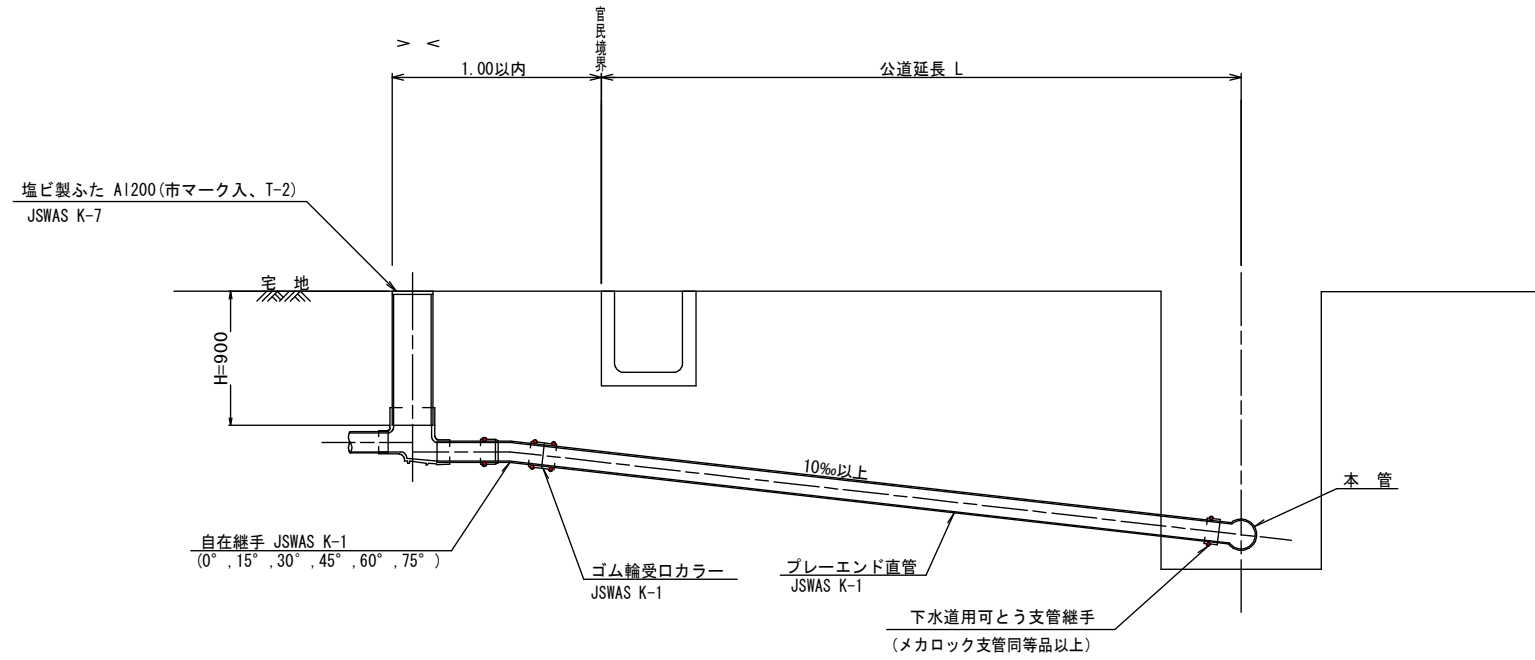 官民境界
> <
1.00以内
公道延長 L
塩ビ製ふた AI200(市マーク入、T-2)
JSWAS K-7
宅 地
H=900
10‰以上
本 管
自在継手 JSWAS K-1
(0°,15°,30°,45°,60°,75°)
ゴム輪受口カラー
JSWAS K-1
プレーエンド直管
JSWAS K-1
下水道用可とう支管継手
(メカロック支管同等品以上)